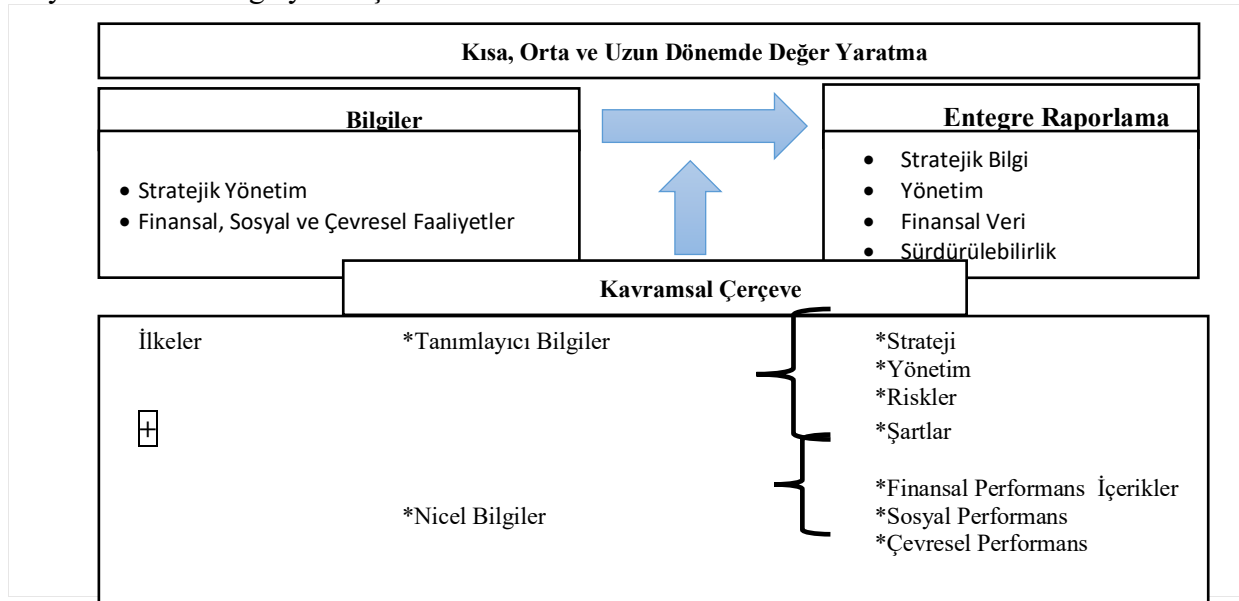 Kısa, Orta ve Uzun Dönemde Değer Yaratma
Bilgiler
• Stratejik Yönetim
• Finansal, Sosyal ve Çevresel Faaliyetler
Entegre Raporlama
• Stratejik Bilgi
• Yönetim
• Finansal Veri
• Sürdürülebilirlik
Kavramsal Çerçeve
İlkeler *Tanımlayıcı Bilgiler *Strateji
*Yönetim
*Riskler
+ *Şartlar
*Finansal Performans İçerikler
*Nicel Bilgiler *Sosyal Performans
*Çevresel Performans